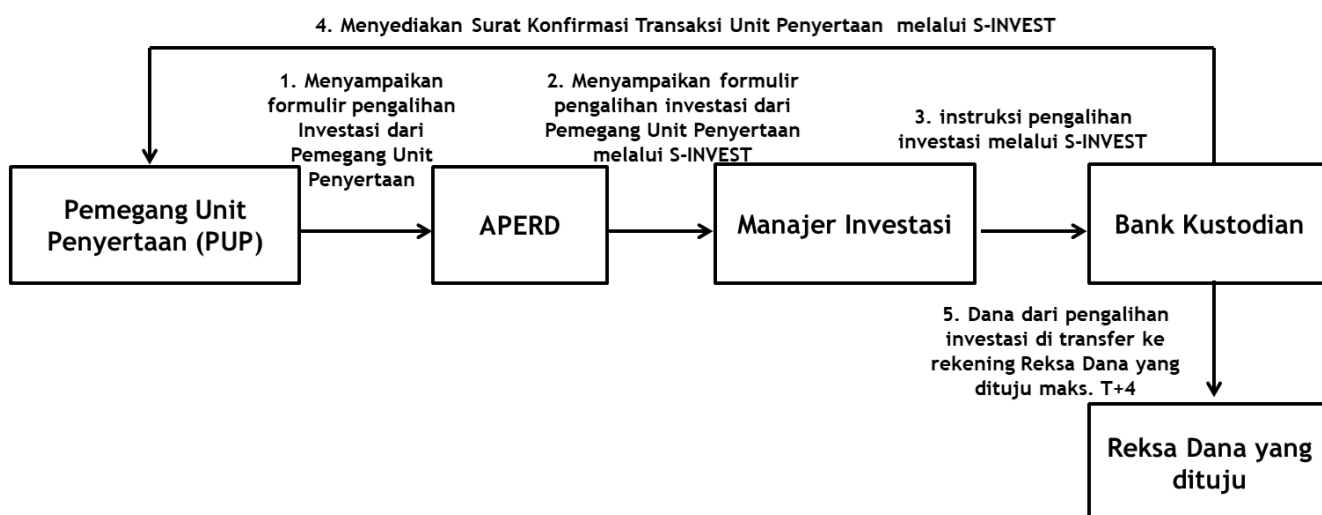 4. Menyediakan Surat Konfirmasi Transaksi Unit Penyertaan melalui S-INVEST
1. Menyampaikan
formulir pengalihan
Investasi dari
Pemegang Unit
Penyertaan
2. Menyampaikan formulir
pengalihan investasi dari
Pemegang Unit Penyertaan
melalui S-INVEST
3. instruksi pengalihan
investasi melalui S-INVEST
Pemegang Unit
Penyertaan (PUP)
APERD
Manajer Investasi
Bank Kustodian
5. Dana dari pengalihan
investasi di transfer ke
rekening Reksa Dana yang
dituju maks. T+4
Reksa Dana yang
dituju